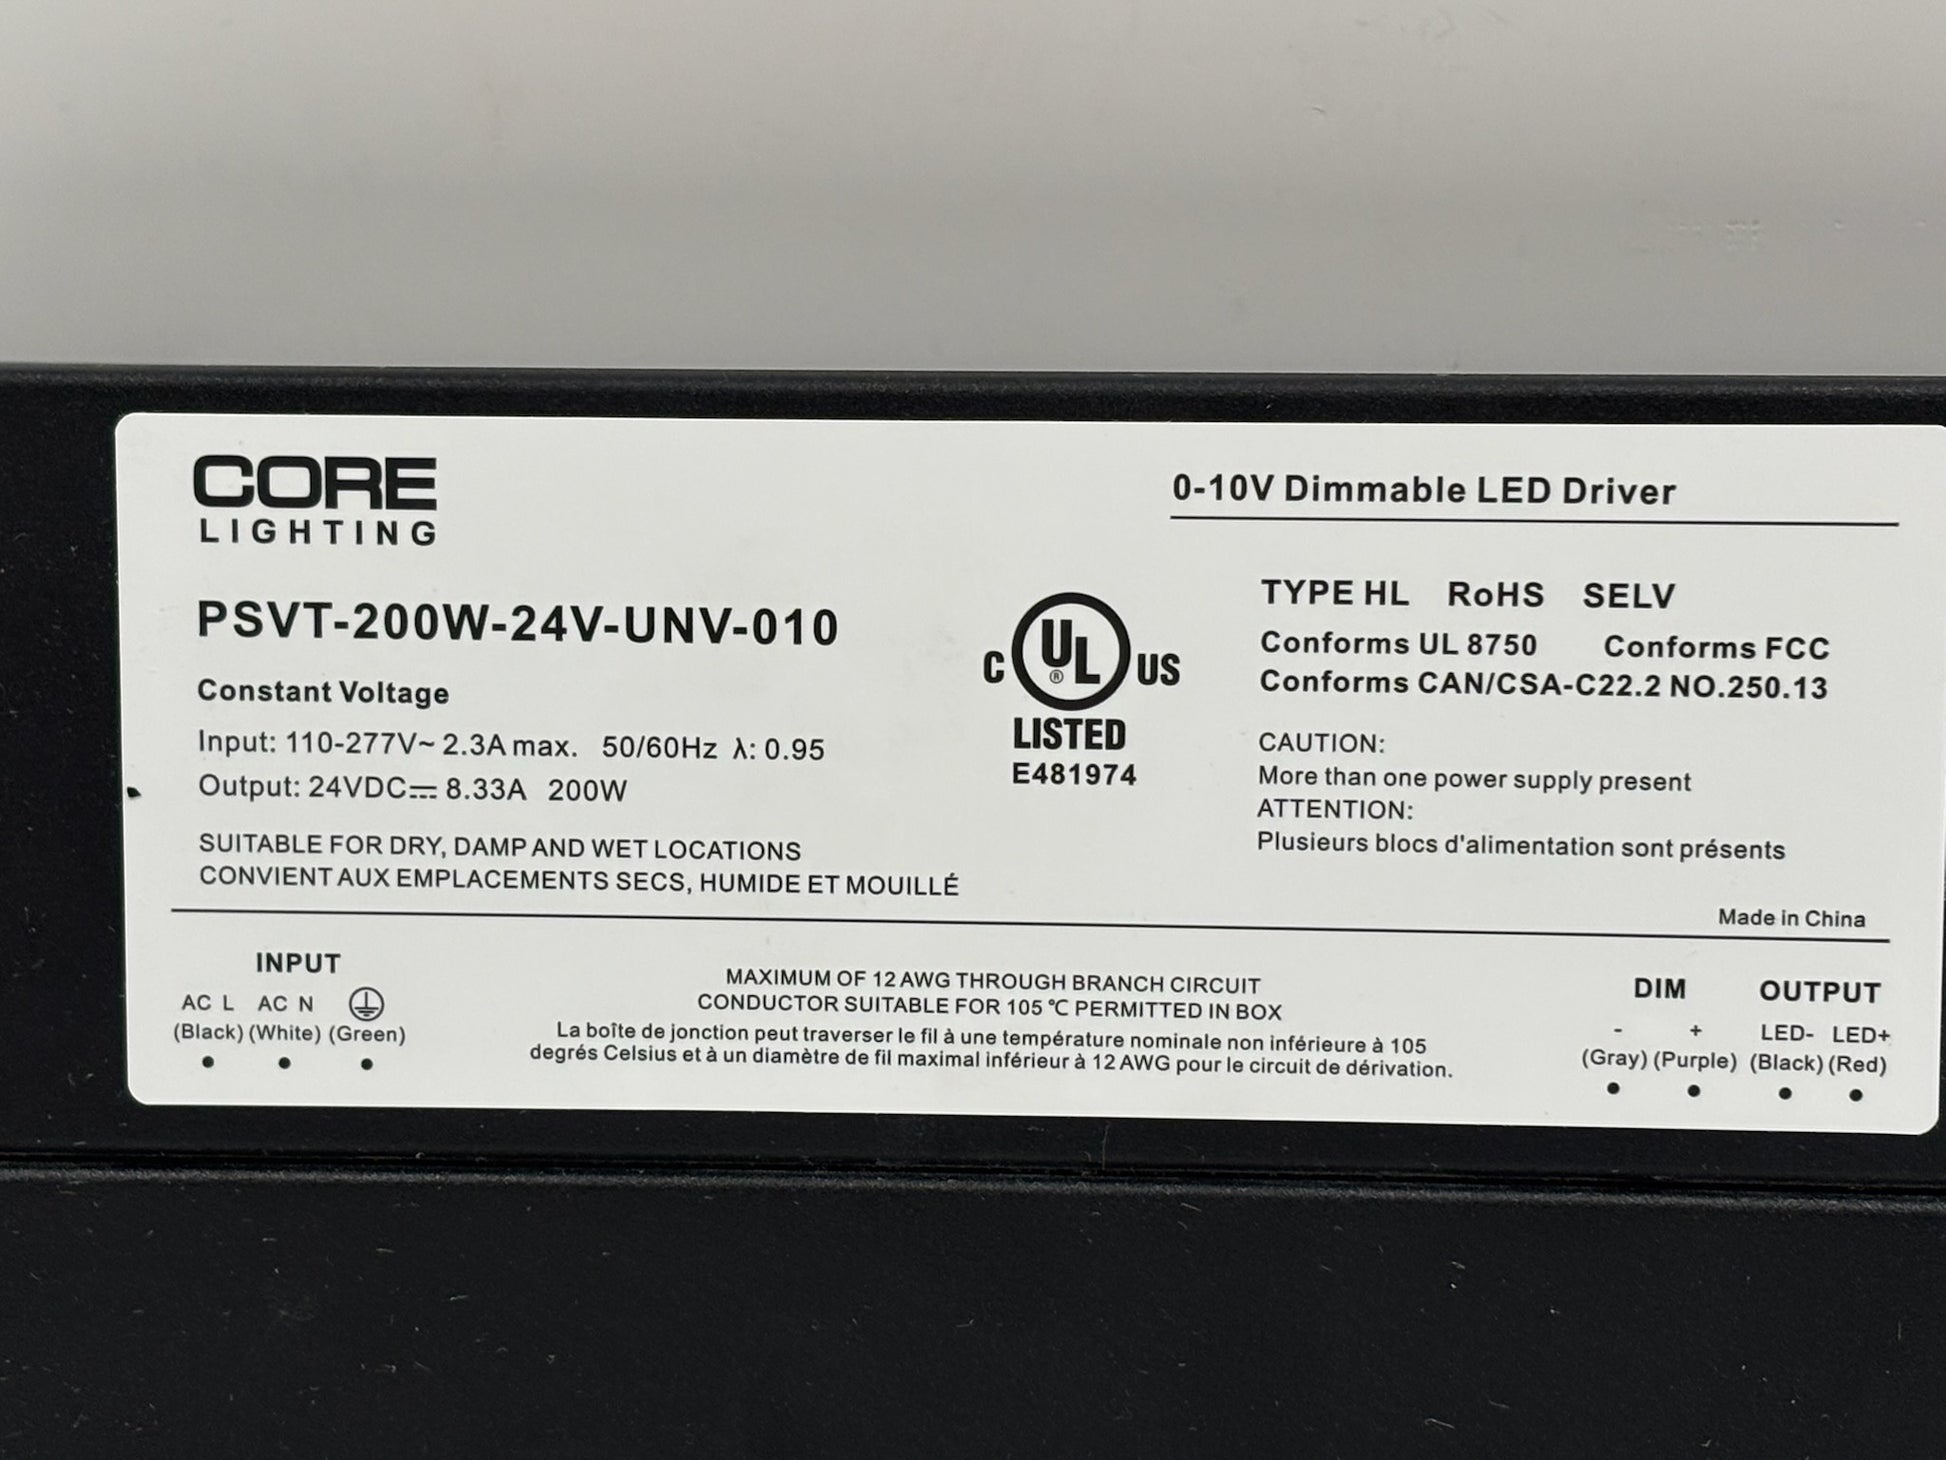 CORE
LIGHTING
0-10V Dimmable LED Driver
PSVT-200W-24V-UNV-010
Constant Voltage
Input: 110-277V~ 2.3A max. 50/60Hz λ: 0.95
Output: 24VDC⎓ 8.33A 200W
SUITABLE FOR DRY, DAMP AND WET LOCATIONS
CONVIENT AUX EMPLACEMENTS SECS, HUMIDE ET MOUILLÉ
C UL ® US
LISTED
E481974
TYPE HL RoHS SELV
Conforms UL 8750 Conforms FCC
Conforms CAN/CSA-C22.2 NO.250.13
CAUTION:
More than one power supply present
ATTENTION:
Plusieurs blocs d'alimentation sont présents
Made in China
INPUT
AC L AC N
(Black) (White) (Green)
MAXIMUM OF 12 AWG THROUGH BRANCH CIRCUIT
CONDUCTOR SUITABLE FOR 105 ℃ PERMITTED IN BOX
La boîte de jonction peut traverser le fil à une température nominale non inférieure à 105
degrés Celsius et à un diamètre de fil maximal inférieur à 12 AWG pour le circuit de dérivation.
DIM
- +
(Gray) (Purple)
OUTPUT
LED- LED+
(Black) (Red)